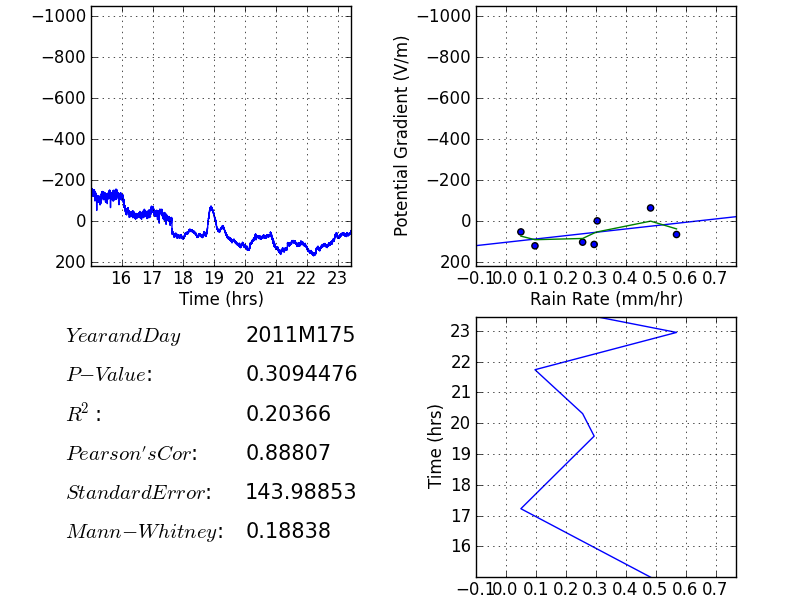 −1000
−800
−600
−400
−200
0
200
16 17 18 19 20 21 22 23
Time (hrs)
Potential Gradient (V/m)
−1000
−800
−600
−400
−200
0
200
−0.1 0.0 0.1 0.2 0.3 0.4 0.5 0.6 0.7
Rain Rate (mm/hr)
YearandDay 2011M175
P−Value: 0.3094476
R²: 0.20366
Pearson'sCor: 0.88807
StandardError: 143.98853
Mann−Whitney: 0.18838
Time (hrs)
23
22
21
20
19
18
17
16
−0.1 0.0 0.1 0.2 0.3 0.4 0.5 0.6 0.7